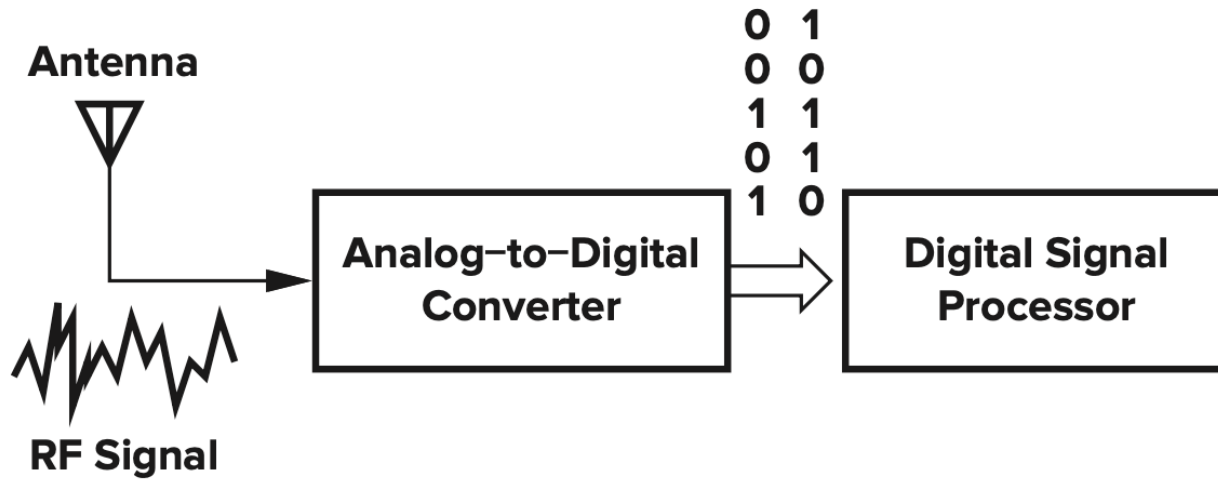 0 1
Antenna
0 0
1 1
0 1
1 0
Analog–to–Digital
Converter
Digital Signal
Processor
RF Signal